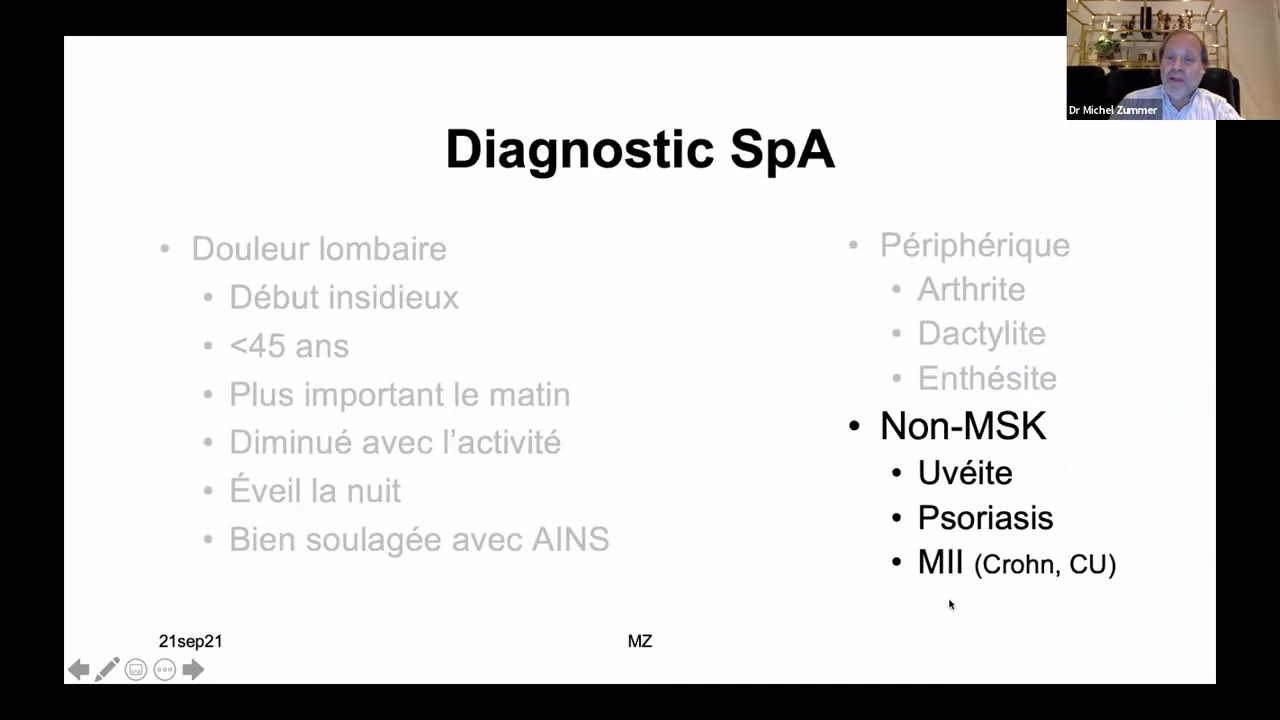 Dr Michel Zummer
Diagnostic SpA
• Douleur lombaire
• Début insidieux
• <45 ans
• Plus important le matin
• Diminué avec l’activité
• Éveil la nuit
• Bien soulagée avec AINS
• Périphérique
• Arthrite
• Dactylite
• Enthésite
• Non-MSK
• Uvéite
• Psoriasis
• MII (Crohn, CU)
21sep21
MZ